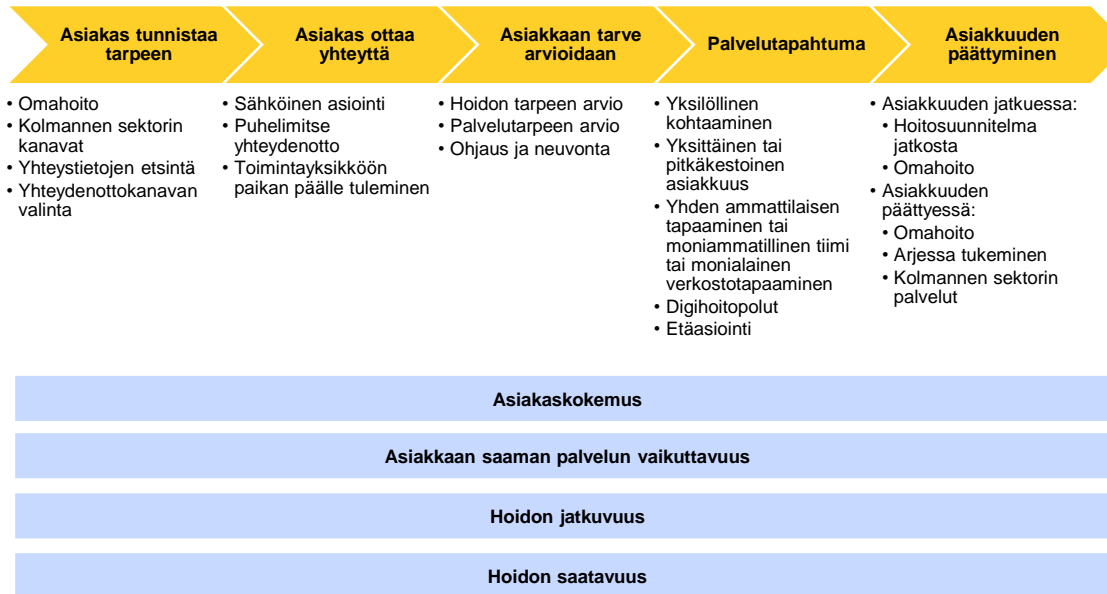 Asiakas tunnistaa
tarpeen
Asiakas ottaa
yhteyttä
Asiakkaan tarve
arvioidaan
Palvelutapahtuma
Asiakkuuden
päättyminen
• Omahoito
• Kolmannen sektorin
kanavat
• Yhteystietojen etsintä
• Yhteydenottokanavan
valinta
• Sähköinen asiointi
• Puhelimitse
yhteydenotto
• Toimintayksikköön
paikan päälle tuleminen
• Hoidon tarpeen arvio
• Palvelutarpeen arvio
• Ohjaus ja neuvonta
• Yksilöllinen
kohtaaminen
• Yksittäinen tai
pitkäkestoinen
asiakkuus
• Yhden ammattilaisen
tapaaminen tai
moniammatillinen tiimi
tai monialainen
verkostotapaaminen
• Digihoitopolut
• Etäasiointi
• Asiakkuuden jatkuessa:
• Hoitosuunnitelma
jatkosta
• Omahoito
• Asiakkuuden
päättyessä:
• Omahoito
• Arjessa tukeminen
• Kolmannen sektorin
palvelut
Asiakaskokemus
Asiakkaan saaman palvelun vaikuttavuus
Hoidon jatkuvuus
Hoidon saatavuus